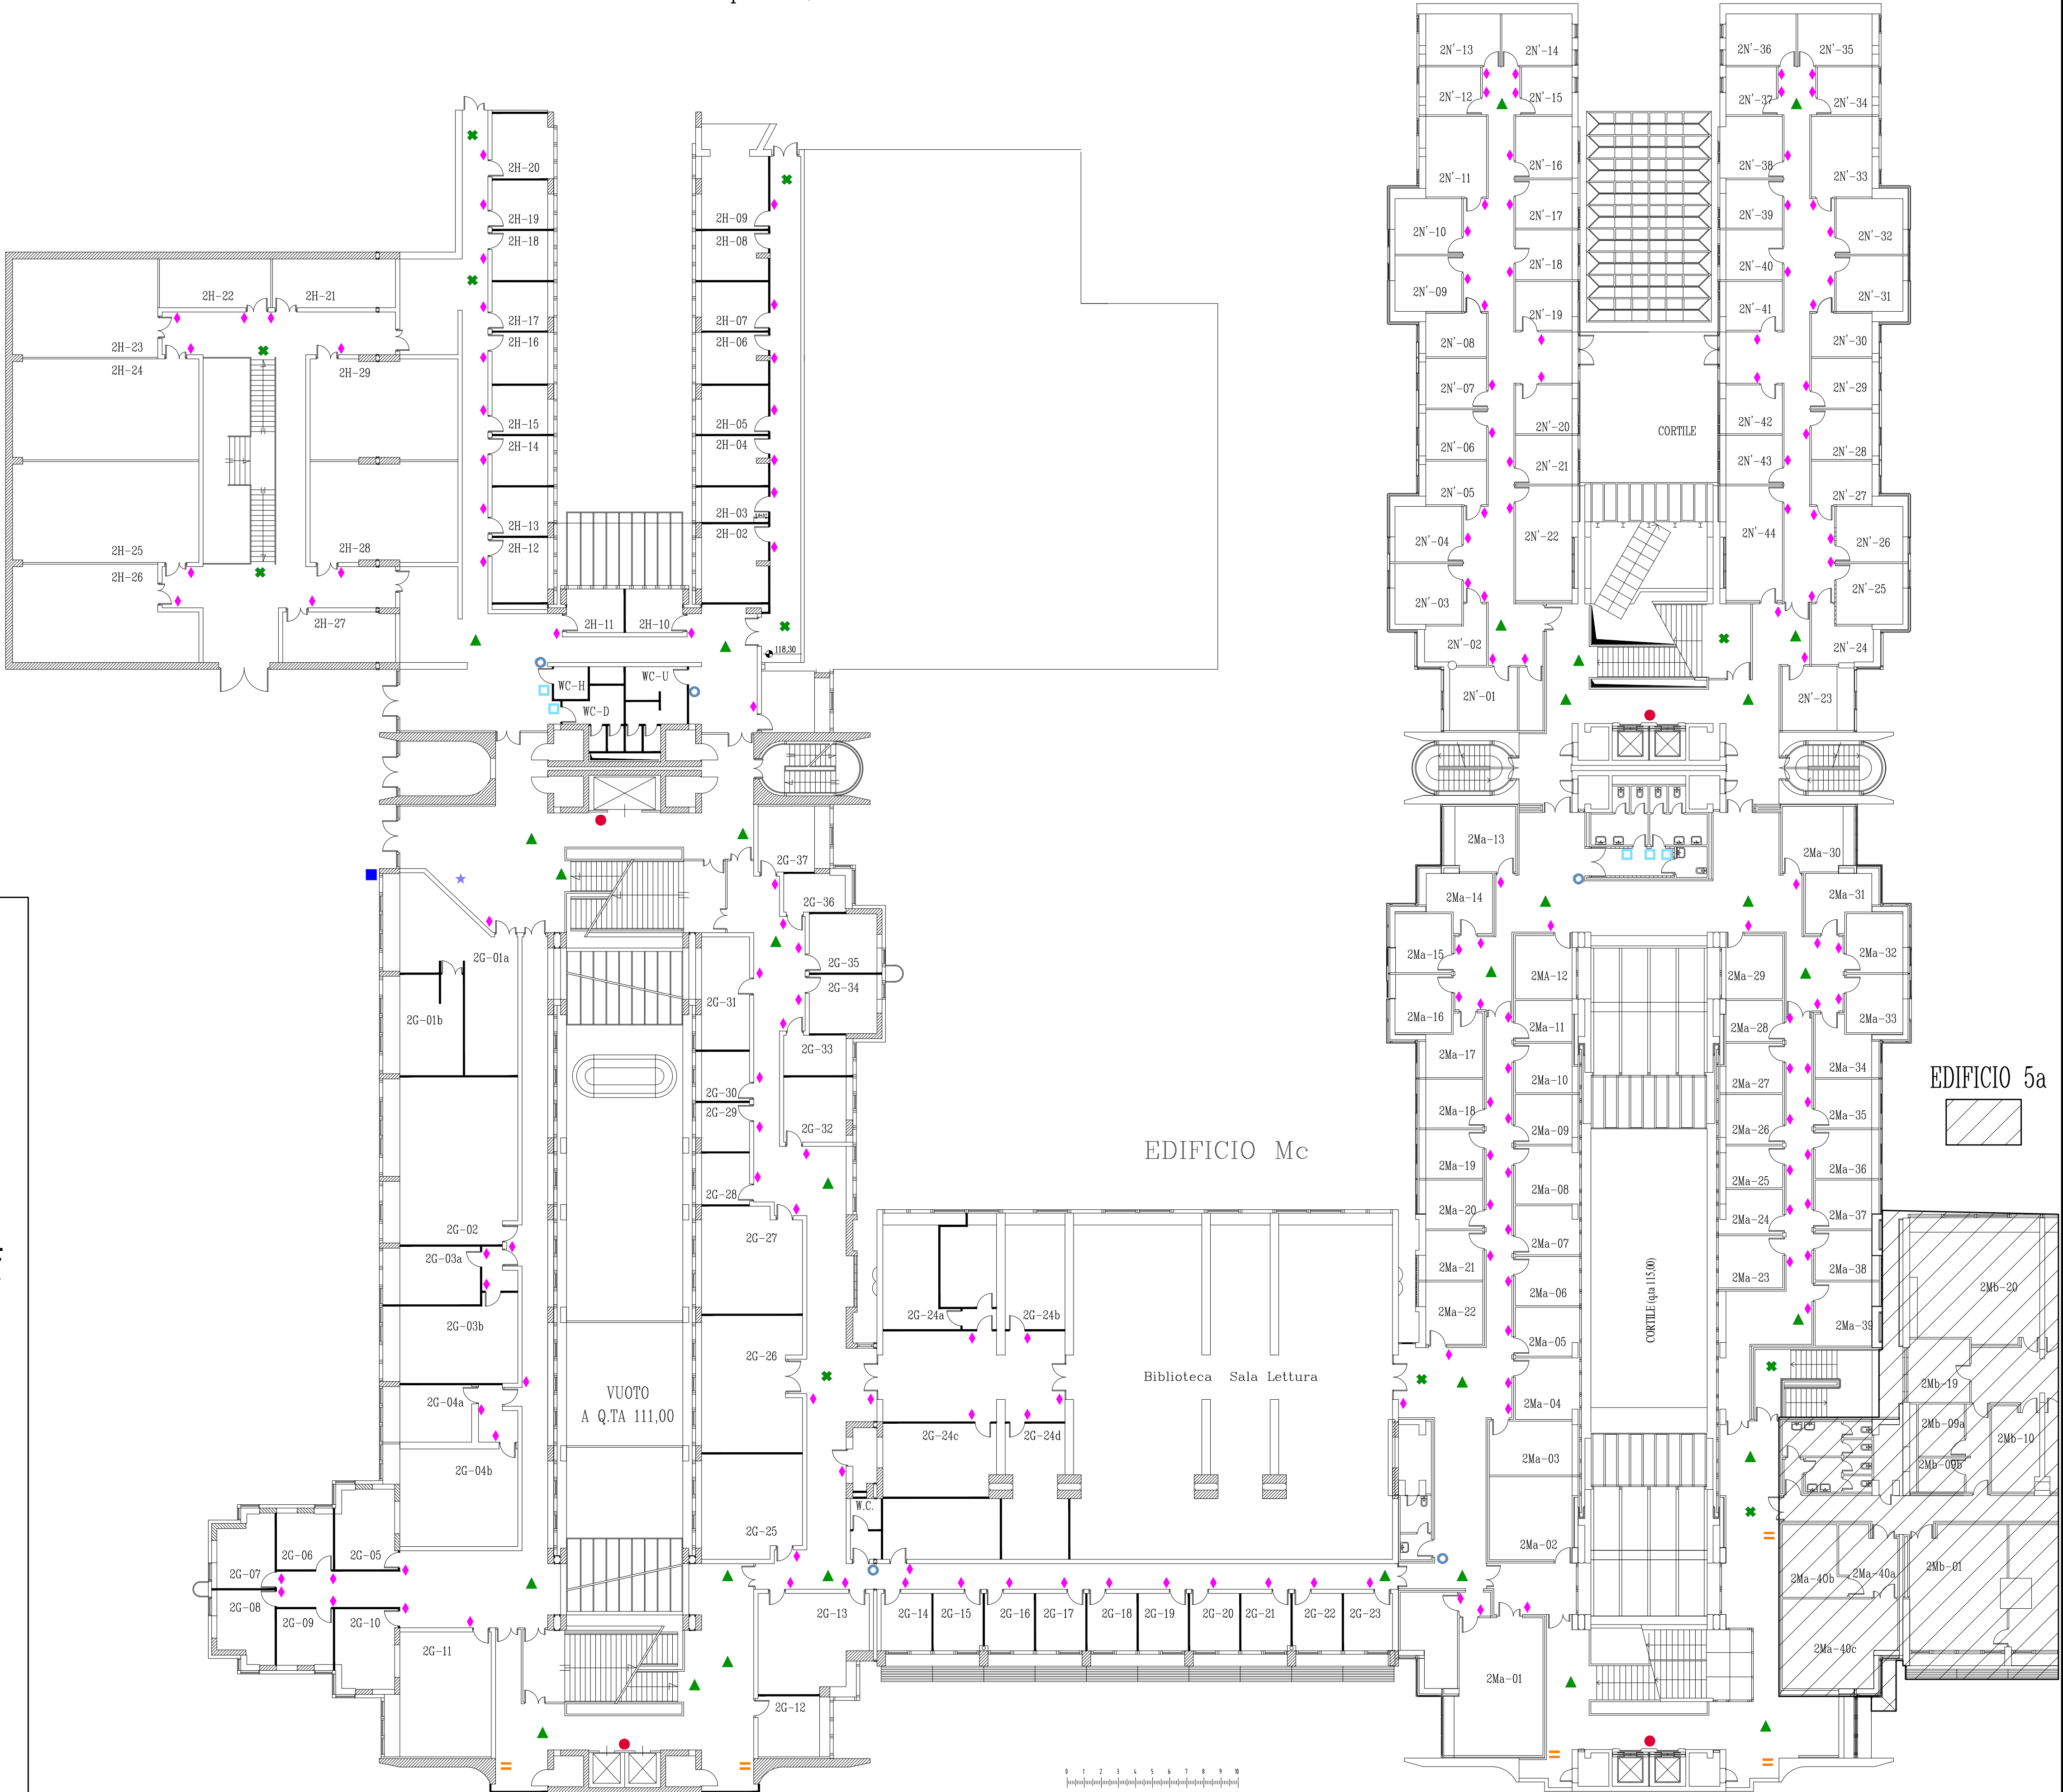 2N'-13
2N'-14
2N'-36
2N'-35
2N'-12
2N'-15
2N'-37
2N'-34
2H-20
2N'-11
2N'-16
2N'-38
2N'-33
2H-19
2H-09
2N'-17
2N'-39
2H-18
2H-08
2N'-10
2N'-32
2N'-18
2N'-40
2H-22
2H-21
2N'-09
2N'-31
2H-17
2H-07
2N'-19
2N'-41
2H-23
2H-16
2H-06
2N'-08
2N'-30
2H-24
2H-29
2N'-07
2N'-29
2H-15
2H-05
2N'-20
CORTILE
2N'-42
2H-14
2H-04
2N'-06
2N'-28
2N'-21
2N'-43
2N'-05
2N'-27
2H-13
2H-03
2H-25
2H-28
2H-12
2H-02
2N'-04
2N'-22
2N'-44
2N'-26
2H-26
2N'-03
2N'-25
2H-27
2H-11
2H-10
118,30
2N'-02
2N'-24
WC-H
WC-U
WC-D
2N'-01
2N'-23
2Ma-13
2Ma-30
2G-37
2G-36
2Ma-14
2Ma-31
2G-01a
2G-35
2Ma-15
2MA-12
2Ma-29
2Ma-32
2G-34
2G-31
2G-01b
2Ma-16
2Ma-11
2Ma-28
2Ma-33
2G-33
2Ma-17
2Ma-34
EDIFICIO 5a
2G-30
2Ma-10
2Ma-27
2G-29
2Ma-18
2Ma-35
2G-32
2Ma-09
2Ma-26
EDIFICIO Mc
2Ma-19
2Ma-36
2G-28
2Ma-08
2Ma-25
2Ma-20
2Ma-24
2Ma-37
2G-02
2G-27
2Ma-07
2G-03a
2Ma-21
2Ma-23
2Ma-38
2Mb-20
CORTILE (q.ta 115,00)
2G-24a
2G-24b
2Ma-22
2Ma-06
2G-03b
2Ma-39
2G-26
2Ma-05
Biblioteca Sala Lettura
2Mb-19
VUOTO
A Q.TA 111,00
2G-04a
2Ma-04
2G-24c
2G-24d
2Mb-09a
2Mb-10
2G-04b
2Ma-03
2Mb-09b
W.C.
2G-25
2Ma-02
2G-06
2G-05
2G-07
2Ma-40b
2Ma-40a
2Mb-01
2G-08
2G-09
2G-10
2G-13
2G-14
2G-15
2G-16
2G-17
2G-18
2G-19
2G-20
2G-21
2G-22
2G-23
2G-11
2Ma-01
2Ma-40c
2G-12
0 1 2 3 4 5 6 7 8 9 10